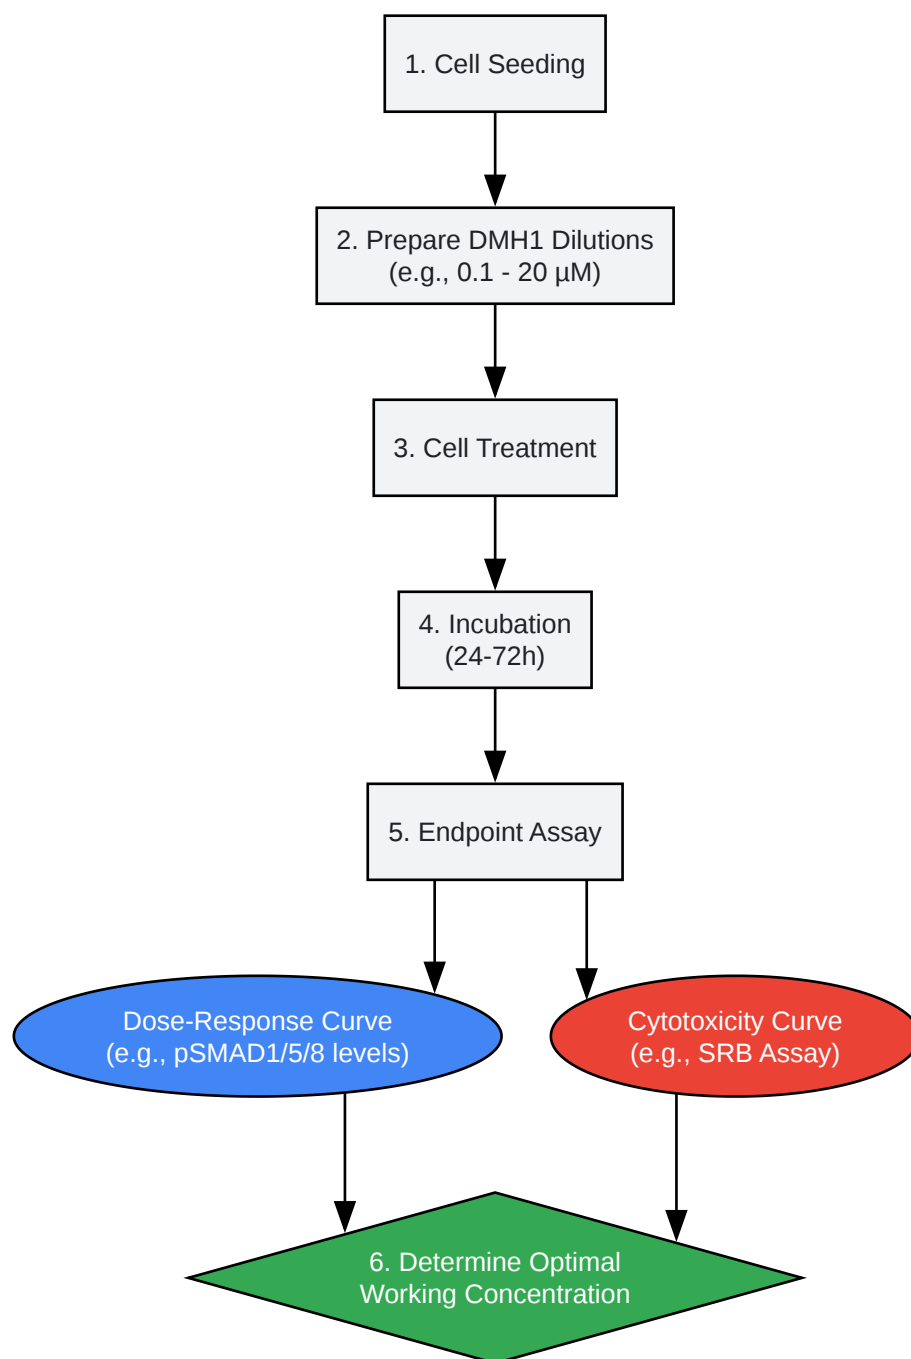 1. Cell Seeding
2. Prepare DMH1 Dilutions
(e.g., 0.1 - 20 µM)
3. Cell Treatment
4. Incubation
(24-72h)
5. Endpoint Assay
Dose-Response Curve
(e.g., pSMAD1/5/8 levels)
Cytotoxicity Curve
(e.g., SRB Assay)
6. Determine Optimal
Working Concentration